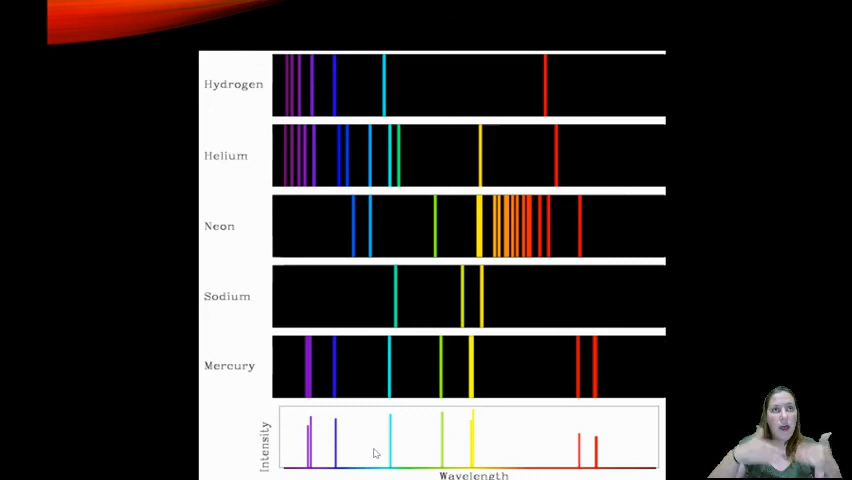 Hydrogen
Helium
Neon
Sodium
Mercury
Intensity
Wavelength